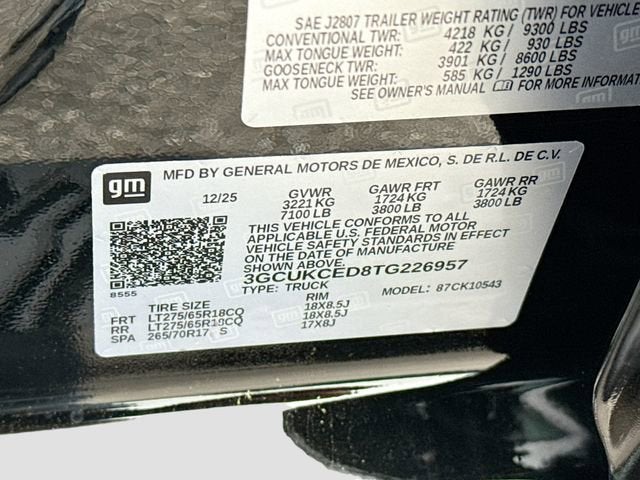 SAE J2807 TRAILER WEIGHT RATING (TWR) FOR VEHICLE
CONVENTIONAL TWR: 4218 KG / 9300 LBS
MAX TONGUE WT: 422 KG / 930 LBS
GOOSENECK TWR: 3901 KG / 8600 LBS
MAX TONGUE WT: 585 KG / 1290 LBS
SEE OWNER'S MANUAL FOR MORE INFORMAT
gm
MFD BY GENERAL MOTORS DE MEXICO, S. DE R.L. DE C.V.
12/25 GVWR GAWR FRT GAWR RR
3221 KG 1724 KG 1724 KG
7100 LB 3800 LB 3800 LB
THIS VEHICLE CONFORMS TO ALL
APPLICABLE U.S. FEDERAL MOTOR
VEHICLE SAFETY STANDARDS IN EFFECT
ON THE DATE OF MANUFACTURE
SHOWN ABOVE.
3GCUKCED8TG226957
8555 TYPE: TRUCK MODEL: 87CK10543
TIRE SIZE RIM
FRT LT275/65R18CQ 18X8.5J
RR LT275/65R18CQ 18X8.5J
SPA 265/70R17 S 17X8J